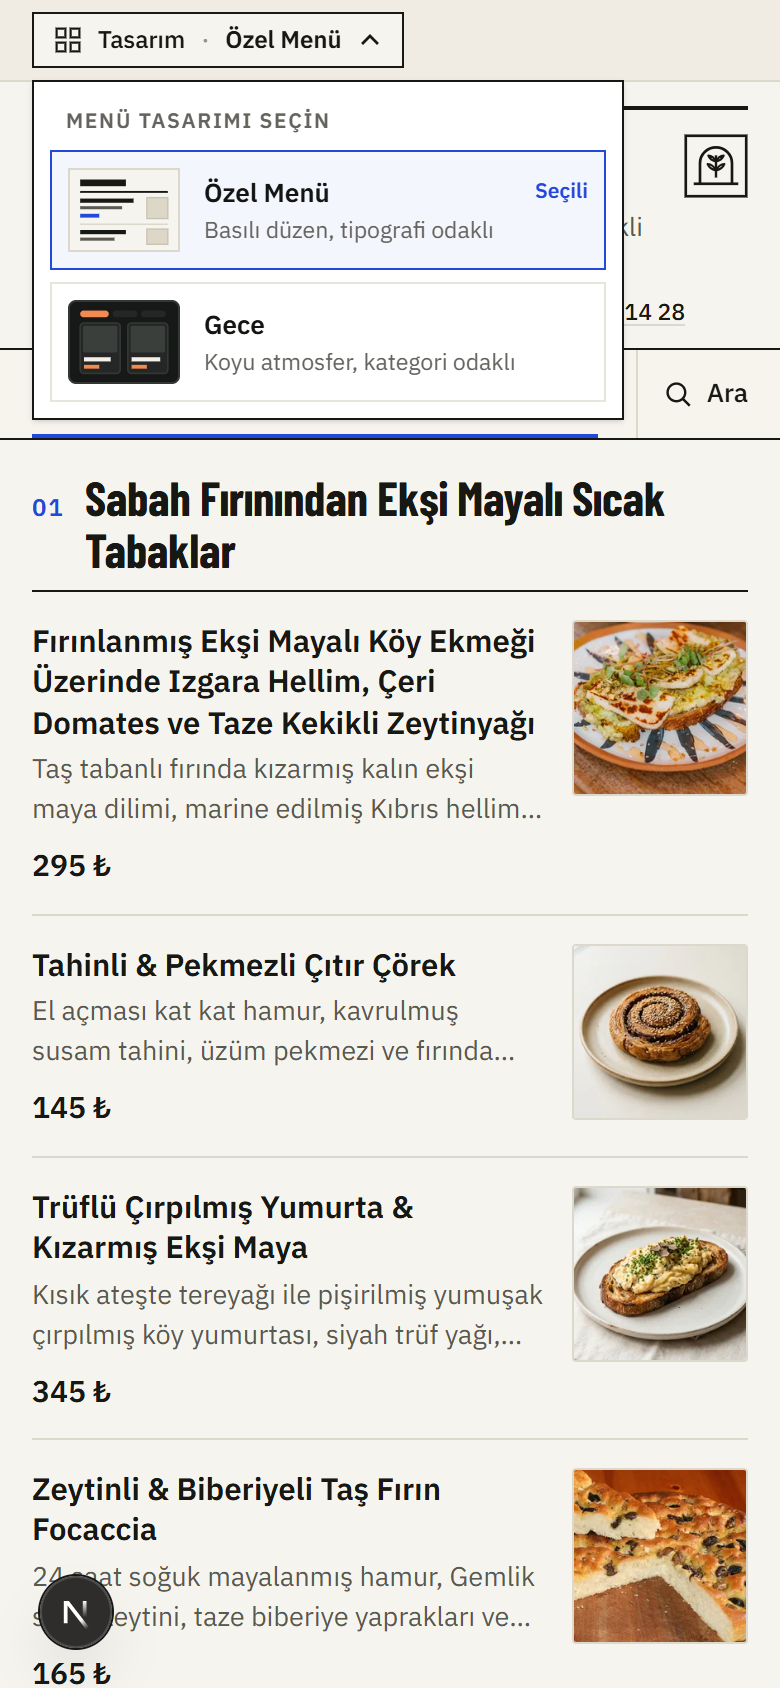 Tasarım · Özel Menü
MENÜ TASARIMI SEÇİN
Özel Menü
Seçili
Basılı düzen, tipografi odaklı
Gece
Koyu atmosfer, kategori odaklı
14 28
Ara
01
Sabah Fırınından Ekşi Mayalı Sıcak
Tabaklar
Fırınlanmış Ekşi Mayalı Köy Ekmeği
Üzerinde Izgara Hellim, Çeri
Domates ve Taze Kekikli Zeytinyağı
Taş tabanlı fırında kızarmış kalın ekşi
maya dilimi, marine edilmiş Kıbrıs hellim...
295 ₺
Tahinli & Pekmezli Çıtır Çörek
El açması kat kat hamur, kavrulmuş
susam tahini, üzüm pekmezi ve fırında...
145 ₺
Trüflü Çırpılmış Yumurta &
Kızarmış Ekşi Maya
Kısık ateşte tereyağı ile pişirilmiş yumuşak
çırpılmış köy yumurtası, siyah trüf yağı,...
345 ₺
Zeytinli & Biberiyeli Taş Fırın
Focaccia
24 saat soğuk mayalanmış hamur, Gemlik
zeytini, taze biberiye yaprakları ve...
N
165 ₺